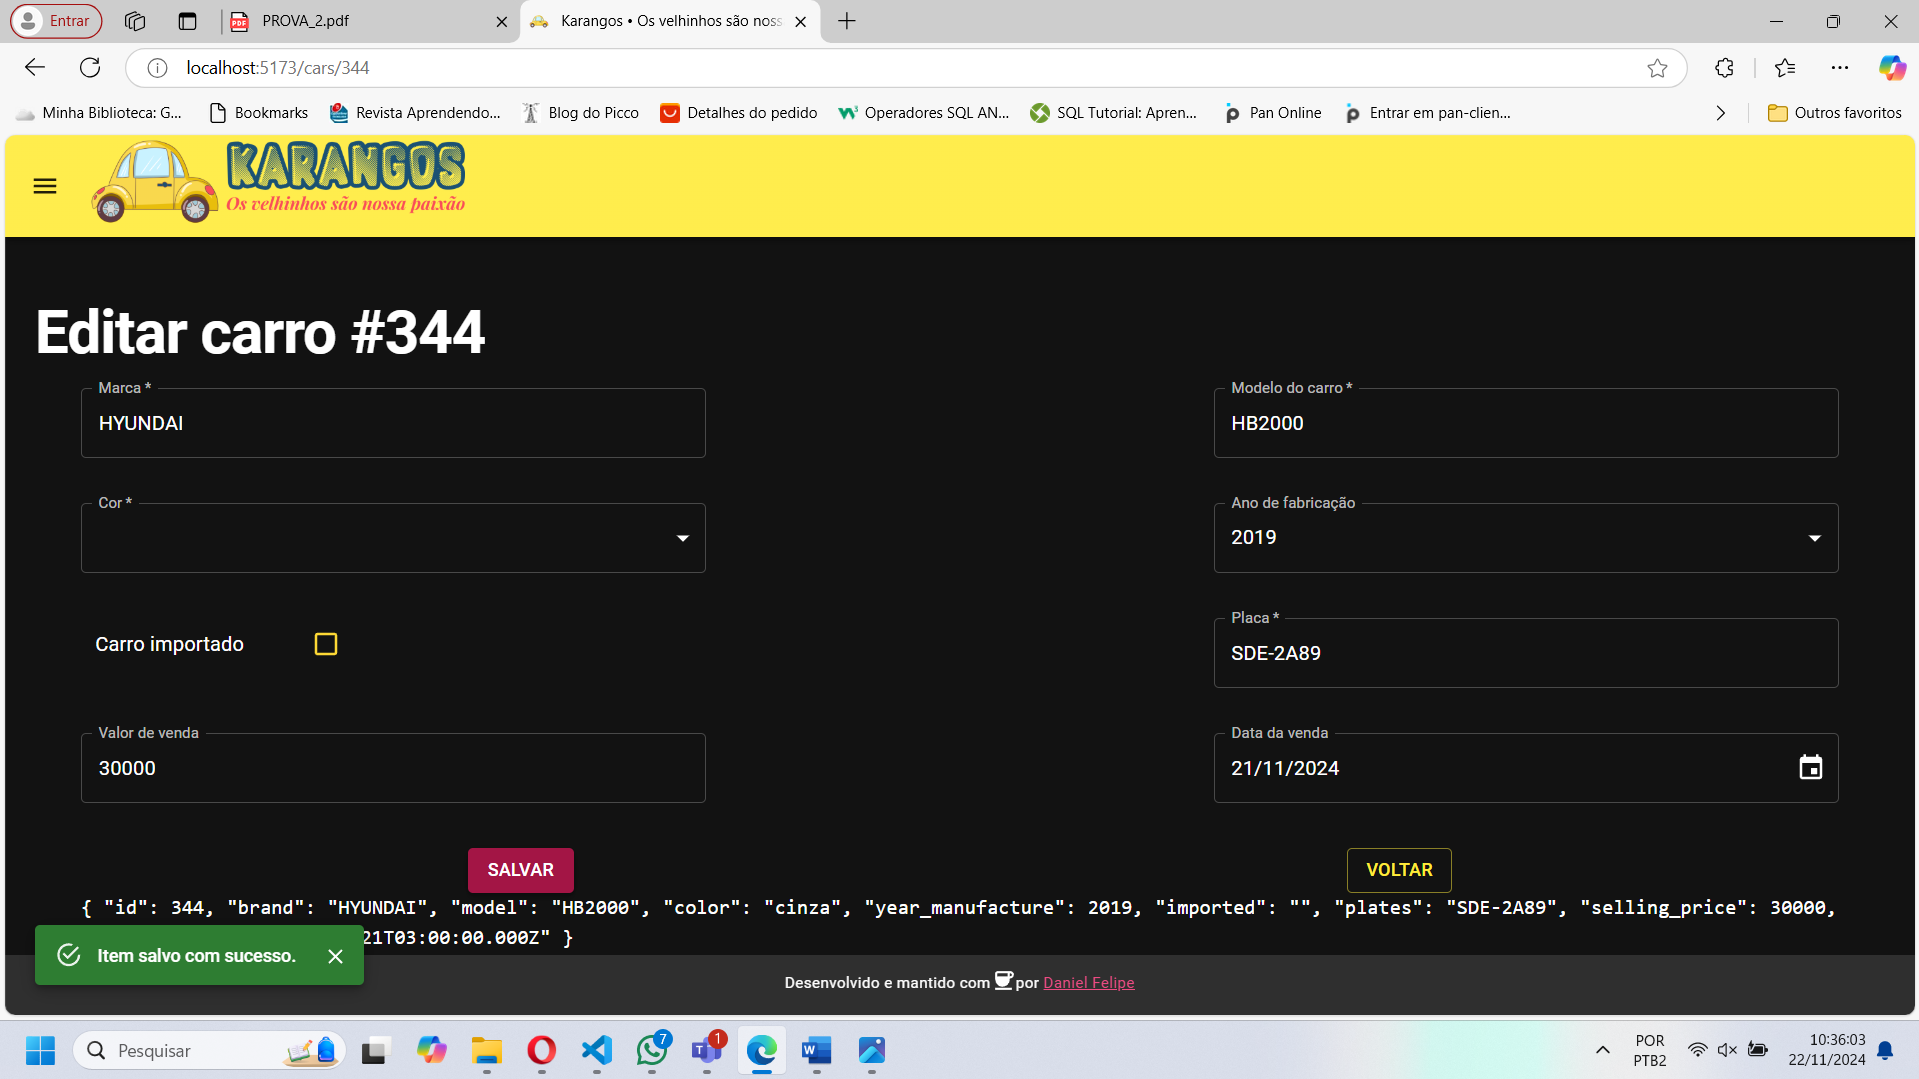 Entrar
PROVA_2.pdf
Karangos • Os velhinhos são noss
localhost:5173/cars/344
Minha Biblioteca: G...
Bookmarks
Revista Aprendendo...
Blog do Picco
Detalhes do pedido
Operadores SQL AN...
SQL Tutorial: Apren...
Pan Online
Entrar em pan-clien...
Outros favoritos
KARANGOS
Os velhinhos são nossa paixão
Editar carro #344
Marca *
HYUNDAI
Modelo do carro *
HB2000
Cor *
Ano de fabricação
2019
Carro importado
Placa *
SDE-2A89
Valor de venda
30000
Data da venda
21/11/2024
SALVAR
VOLTAR
{ "id": 344, "brand": "HYUNDAI", "model": "HB2000", "color": "cinza", "year_manufacture": 2019, "imported": "", "plates": "SDE-2A89", "selling_price": 30000,
21T03:00:00.000Z" }
Item salvo com sucesso.
Desenvolvido e mantido com por Daniel Felipe
Pesquisar
7
1
POR
PTB2
10:36:03
22/11/2024